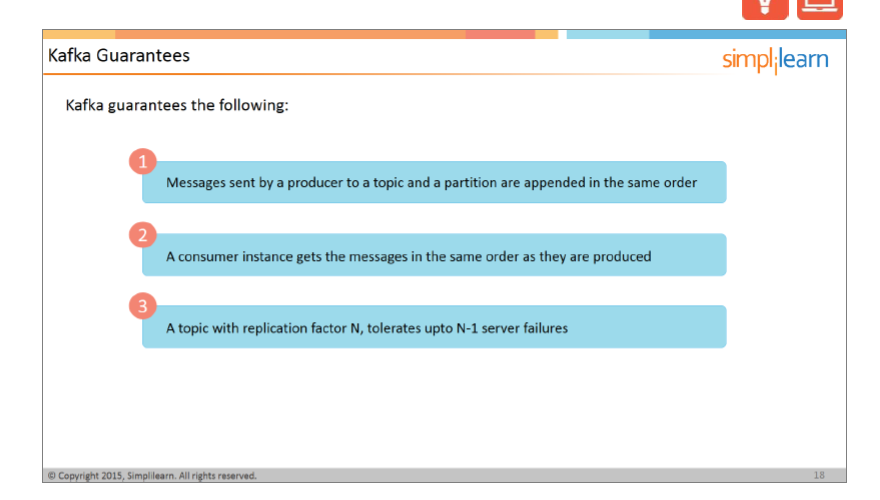 Kafka Guarantees
simplilearn
Kafka guarantees the following:
1
Messages sent by a producer to a topic and a partition are appended in the same order
2
A consumer instance gets the messages in the same order as they are produced
3
A topic with replication factor N, tolerates upto N-1 server failures
© Copyright 2015, Simplilearn. All rights reserved.
18